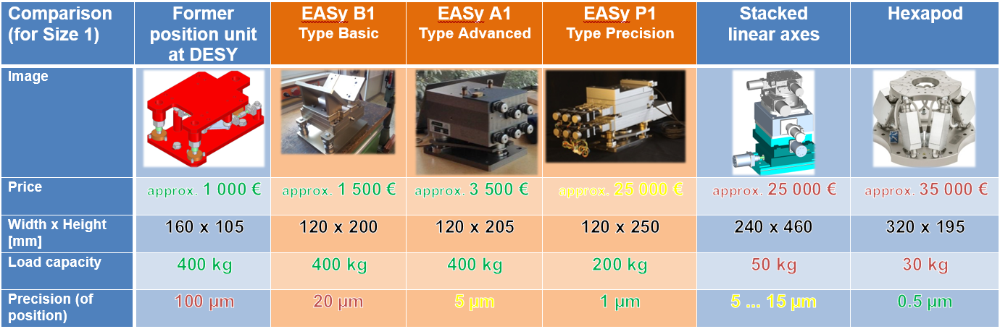 Comparison
(for Size 1)
Former
position unit
at DESY
EASy B1
Type Basic
EASy A1
Type Advanced
EASy P1
Type Precision
Stacked
linear axes
Hexapod
Image
Price
approx. 1 000 €
approx. 1 500 €
approx. 3 500 €
approx. 25 000 €
approx. 25 000 €
approx. 35 000 €
Width x Height
[mm]
160 x 105
120 x 200
120 x 205
120 x 250
240 x 460
320 x 195
Load capacity
400 kg
400 kg
400 kg
200 kg
50 kg
30 kg
Precision (of
position)
100 µm
20 µm
5 µm
1 µm
5 ... 15 µm
0.5 µm